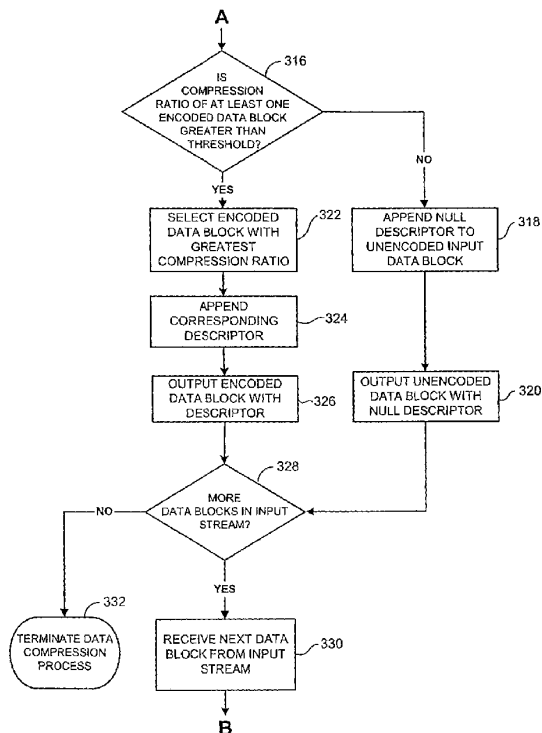 A
316
IS
COMPRESSION
RATIO OF AT LEAST ONE
ENCODED DATA BLOCK
GREATER THAN
THRESHOLD?
NO
YES
SELECT ENCODED
DATA BLOCK WITH
GREATEST
COMPRESSION RATIO
322
APPEND NULL
DESCRIPTOR TO
UNENCODED INPUT
DATA BLOCK
318
APPEND
CORRESPONDING
DESCRIPTOR
324
OUTPUT ENCODED
DATA BLOCK WITH
DESCRIPTOR
326
OUTPUT UNENCODED
DATA BLOCK WITH
NULL DESCRIPTOR
320
328
MORE
DATA BLOCKS IN INPUT
STREAM?
NO
YES
332
TERMINATE DATA
COMPRESSION
PROCESS
RECEIVE NEXT DATA
BLOCK FROM INPUT
STREAM
330
B